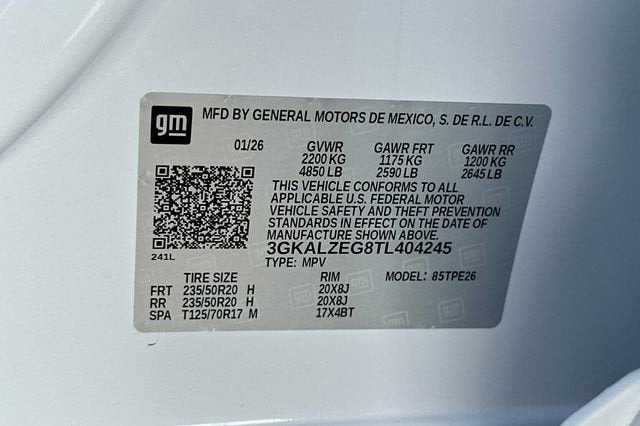 gm MFD BY GENERAL MOTORS DE MEXICO, S. DE R.L. DE C.V.
01/26 GVWR GAWR FRT GAWR RR
2200 KG 1175 KG 1200 KG
4850 LB 2590 LB 2645 LB
THIS VEHICLE CONFORMS TO ALL
APPLICABLE U.S. FEDERAL MOTOR
VEHICLE SAFETY AND THEFT PREVENTION
STANDARDS IN EFFECT ON THE DATE OF
MANUFACTURE SHOWN ABOVE.
3GKALZEG8TL404245
241L
TYPE: MPV
TIRE SIZE RIM MODEL: 85TPE26
FRT 235/50R20 H 20X8J
RR 235/50R20 H 20X8J
SPA T125/70R17 M 17X4BT